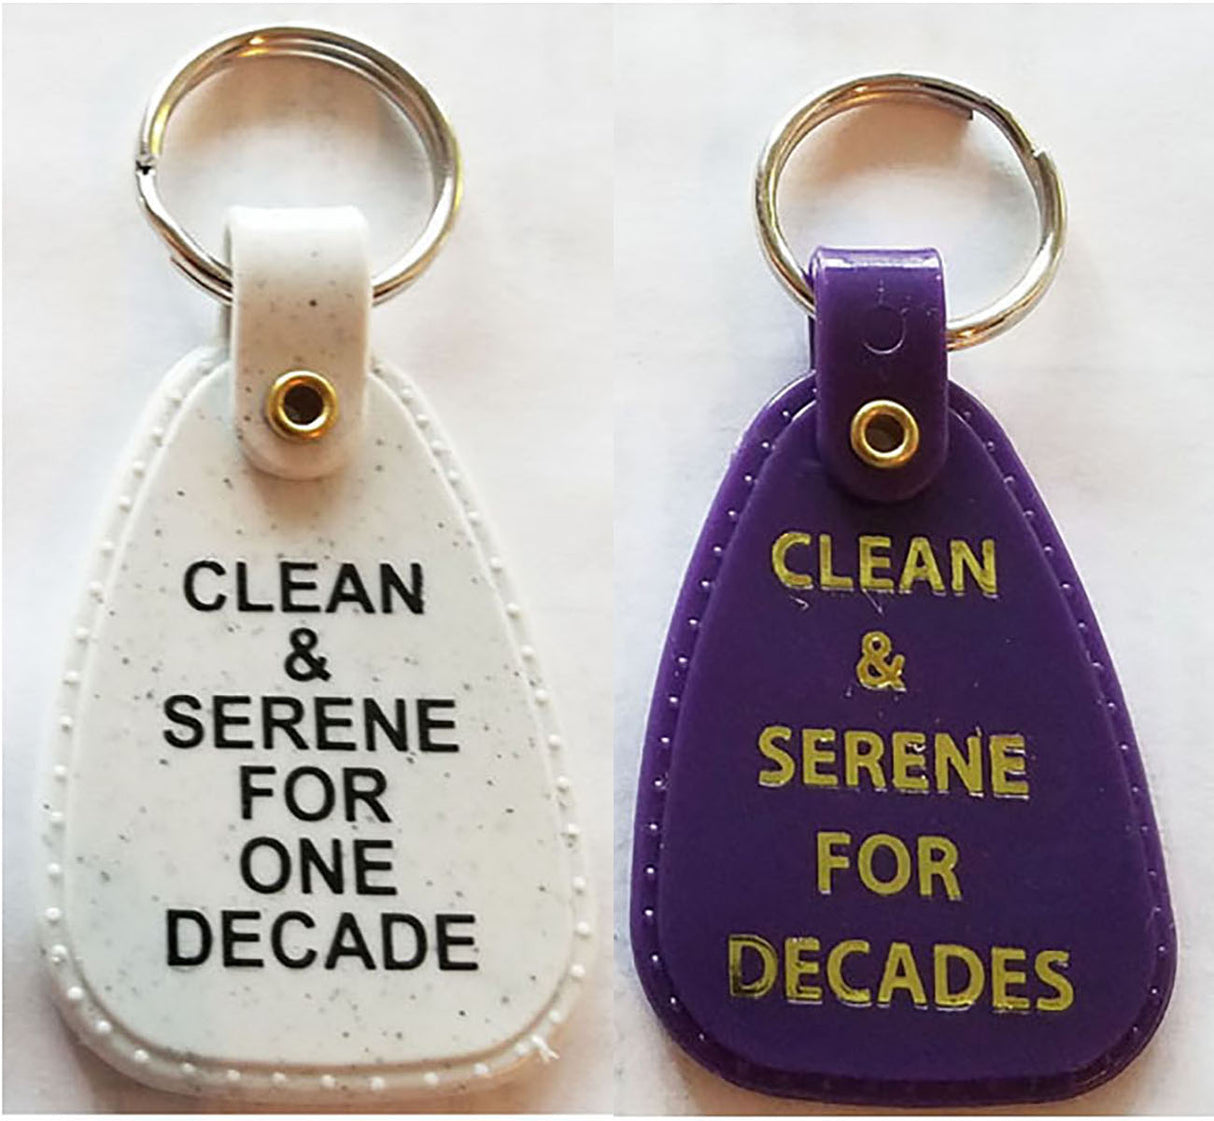 CLEAN
&
SERENE
FOR
ONE
DECADE
CLEAN
&
SERENE
FOR
DECADES